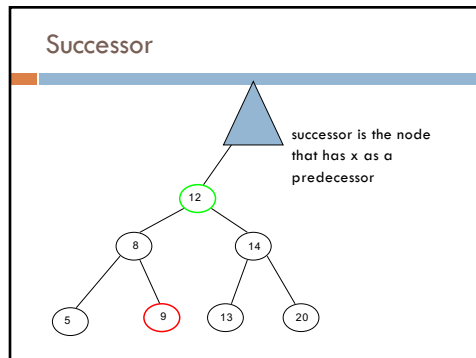 Successor
successor is the node
that has x as a
predecessor
12
8
14
5
9
13
20